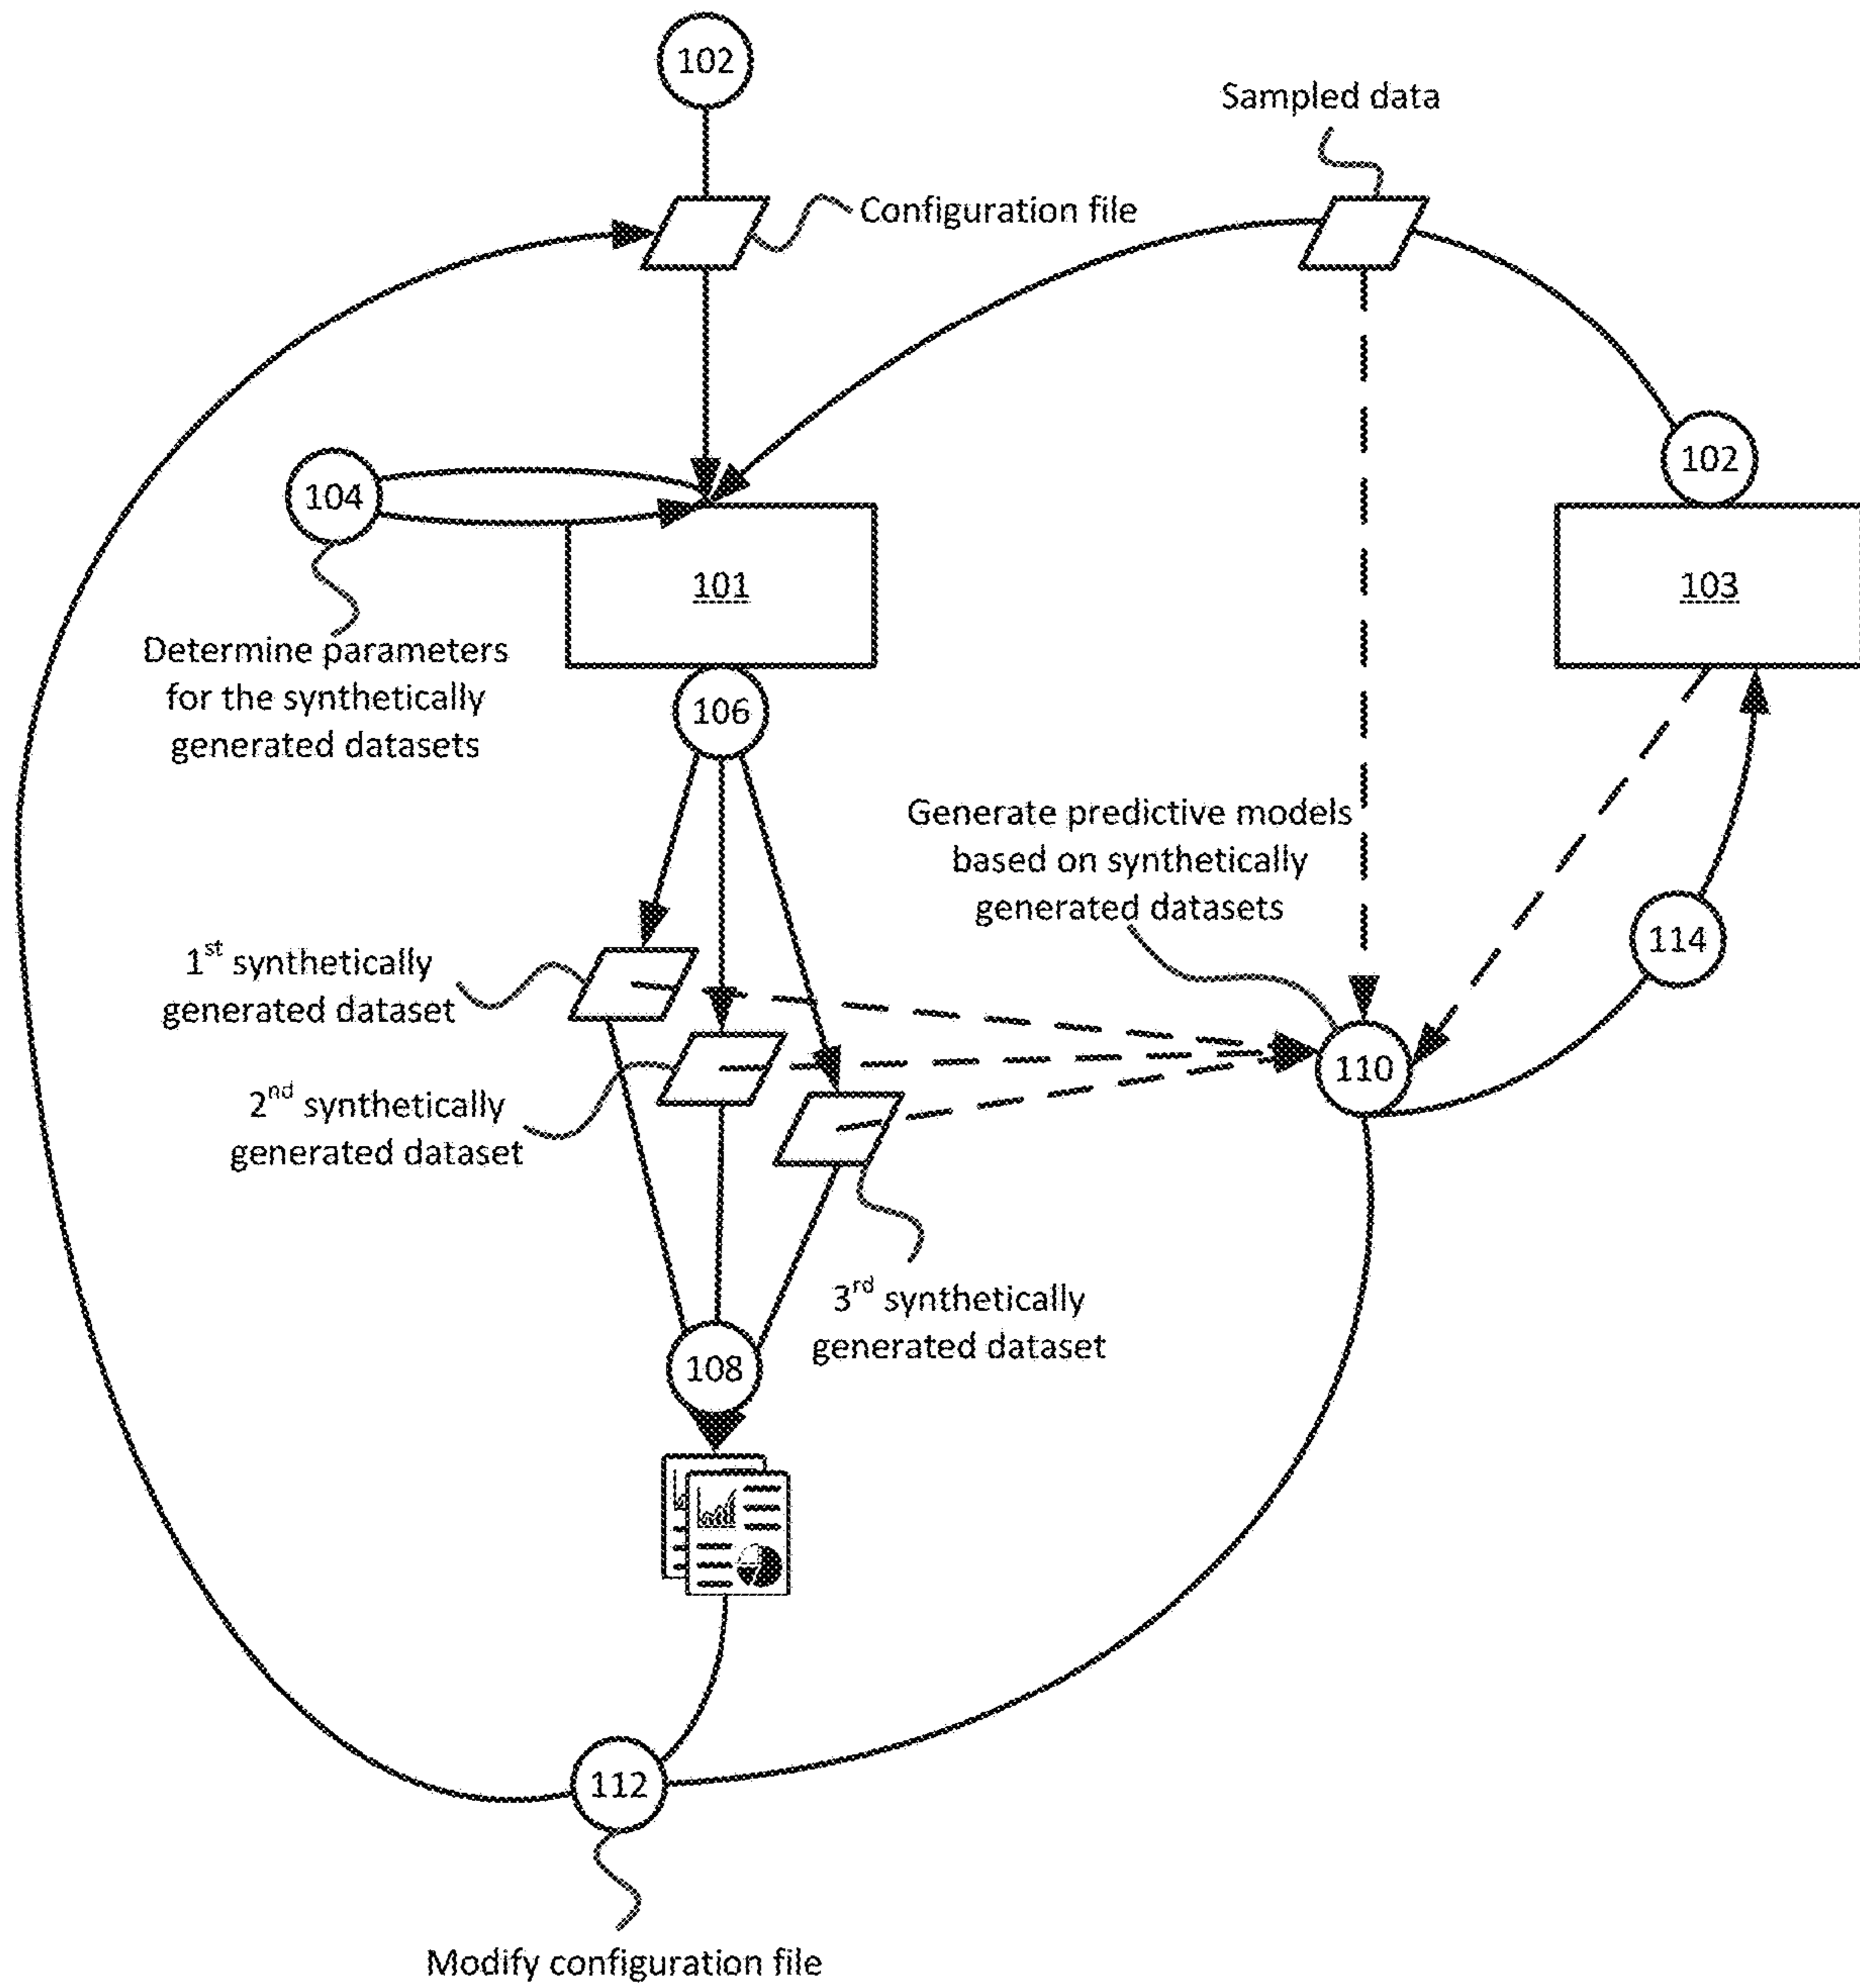 102
Sampled data
Configuration file
102
104
101
103
Determine parameters
for the synthetically
generated datasets
106
Generate predictive models
based on synthetically
generated datasets
114
1st synthetically
generated dataset
110
2nd synthetically
generated dataset
3rd synthetically
generated dataset
108
112
Modify configuration file